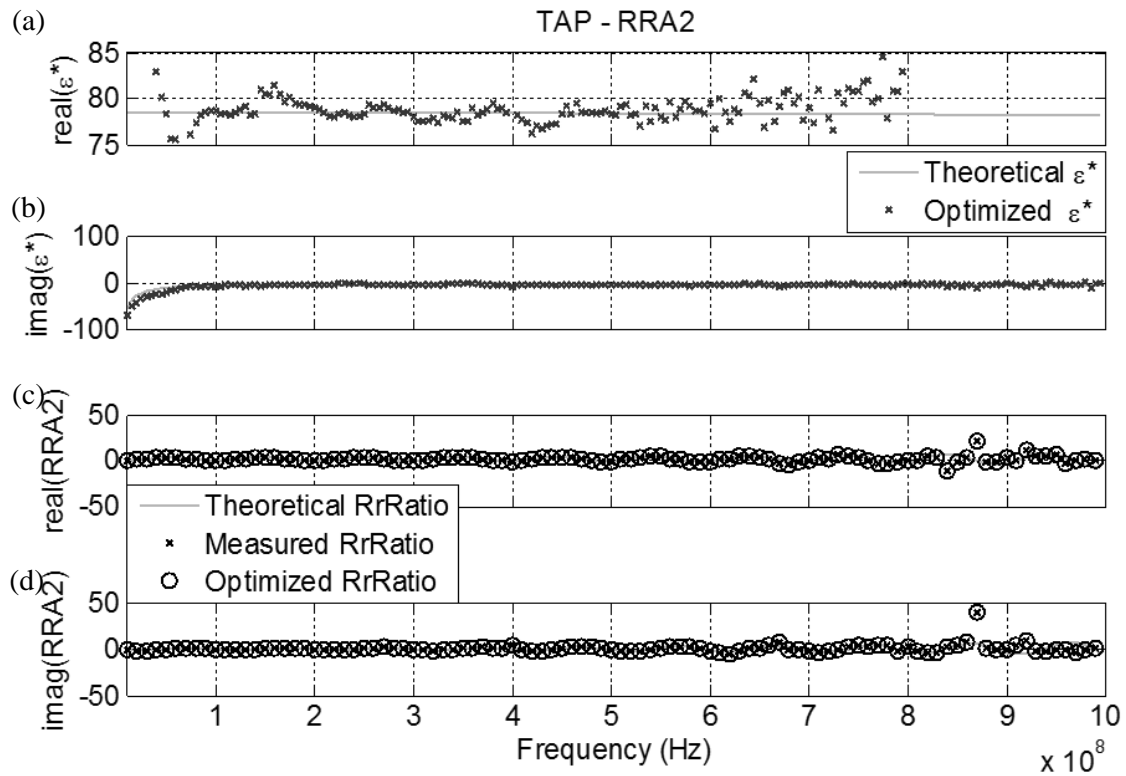 TAP - RRA2
(a)
real(ε*)
85
80
75
Theoretical ε*
Optimized ε*
(b)
imag(ε*)
100
0
-100
(c)
real(RRA2)
50
0
-50
Theoretical RrRatio
Measured RrRatio
Optimized RrRatio
(d)
imag(RRA2)
50
0
-50
1 2 3 4 5 6 7 8 9 10
Frequency (Hz)
x 10^8